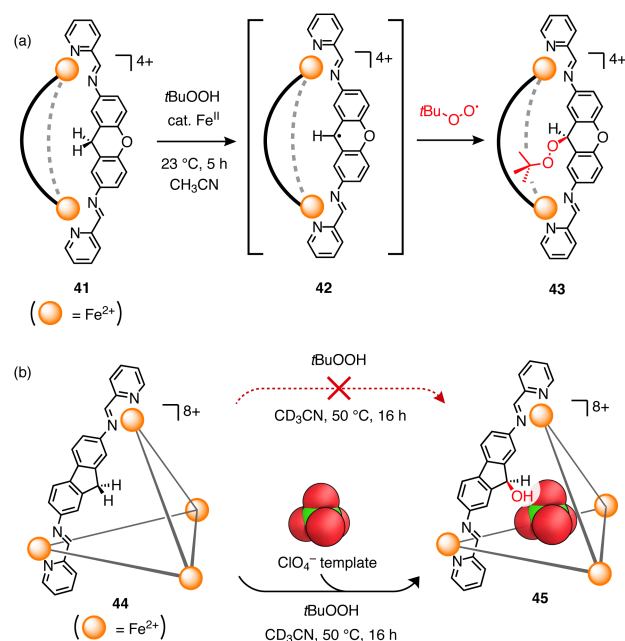 (a)
N
]4+
N
H
H
O
N
N
41
( = Fe2+)
tBuOOH
cat. FeII
23 °C, 5 h
CH3CN
N
]4+
N
H
O
N
N
42
tBu O O•
N
]4+
N
H
O
O
O
N
N
43
(b)
N
]8+
N
H
H
N
N
44
( = Fe2+)
tBuOOH
CD3CN, 50 °C, 16 h
ClO4− template
tBuOOH
CD3CN, 50 °C, 16 h
N
]8+
N
H
OH
N
N
45